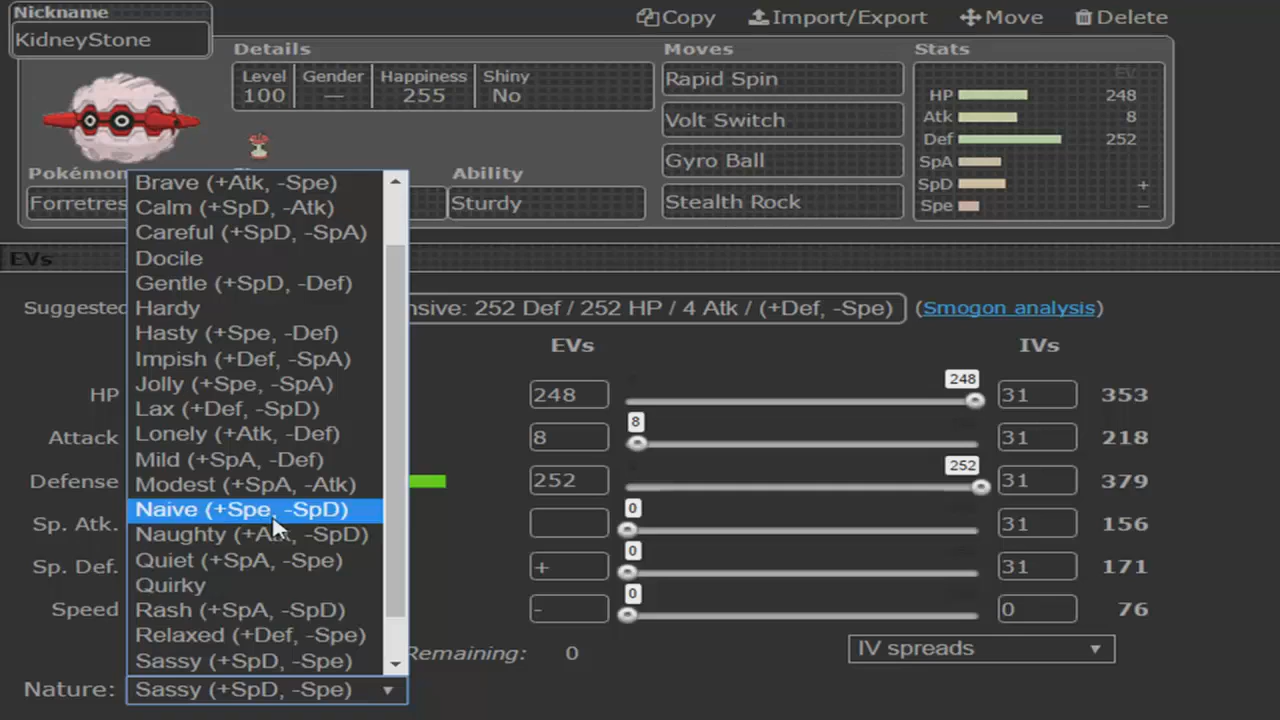 Nickname
KidneyStone
Copy Import/Export Move Delete
Details
Level Gender Happiness Shiny
100 — 255 No
Moves
Rapid Spin
Volt Switch
Gyro Ball
Stealth Rock
Stats
EV
HP 248
Atk 8
Def 252
SpA
SpD +
Spe −
Pokémon
Forretres
Ability
Sturdy
EVs
Suggested
nsive: 252 Def / 252 HP / 4 Atk / (+Def, -Spe) (Smogon analysis)
EVs IVs
HP 248 248 31 353
Attack 8 8 31 218
Defense 252 252 31 379
Sp. Atk. 0 31 156
Sp. Def. + 0 31 171
Speed - 0 0 76
Remaining: 0
IV spreads
Brave (+Atk, -Spe)
Calm (+SpD, -Atk)
Careful (+SpD, -SpA)
Docile
Gentle (+SpD, -Def)
Hardy
Hasty (+Spe, -Def)
Impish (+Def, -SpA)
Jolly (+Spe, -SpA)
Lax (+Def, -SpD)
Lonely (+Atk, -Def)
Mild (+SpA, -Def)
Modest (+SpA, -Atk)
Naive (+Spe, -SpD)
Naughty (+Atk, -SpD)
Quiet (+SpA, -Spe)
Quirky
Rash (+SpA, -SpD)
Relaxed (+Def, -Spe)
Sassy (+SpD, -Spe)
Nature: Sassy (+SpD, -Spe)